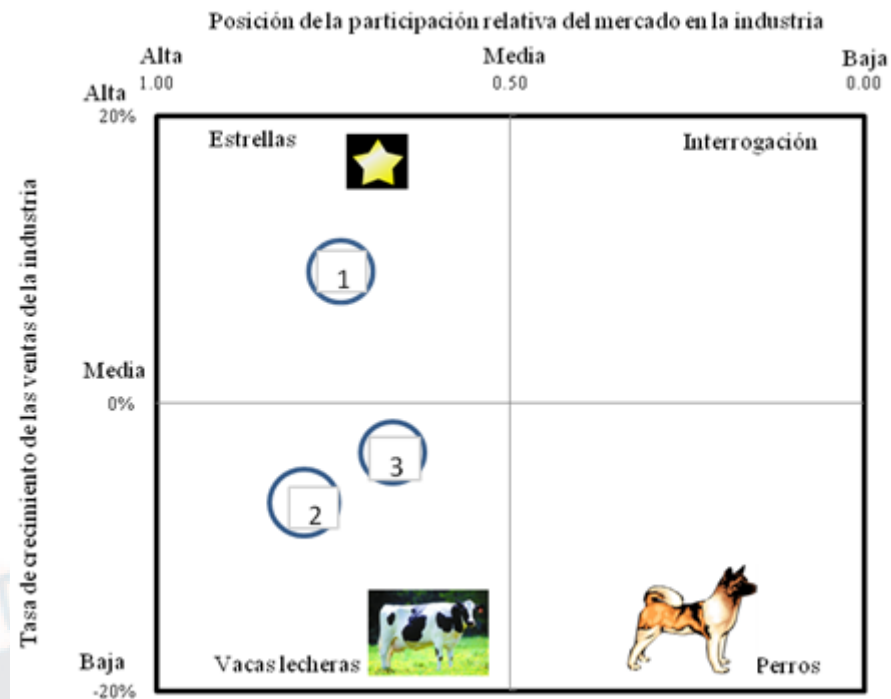 Posición de la participación relativa del mercado en la industria
Alta Media Baja
1.00 0.50 0.00
Alta
20%
Estrellas Interrogación
1
Tasa de crecimiento de las ventas de la industria
Media
0%
3
2
Baja
-20%
Vacas lecheras Perros